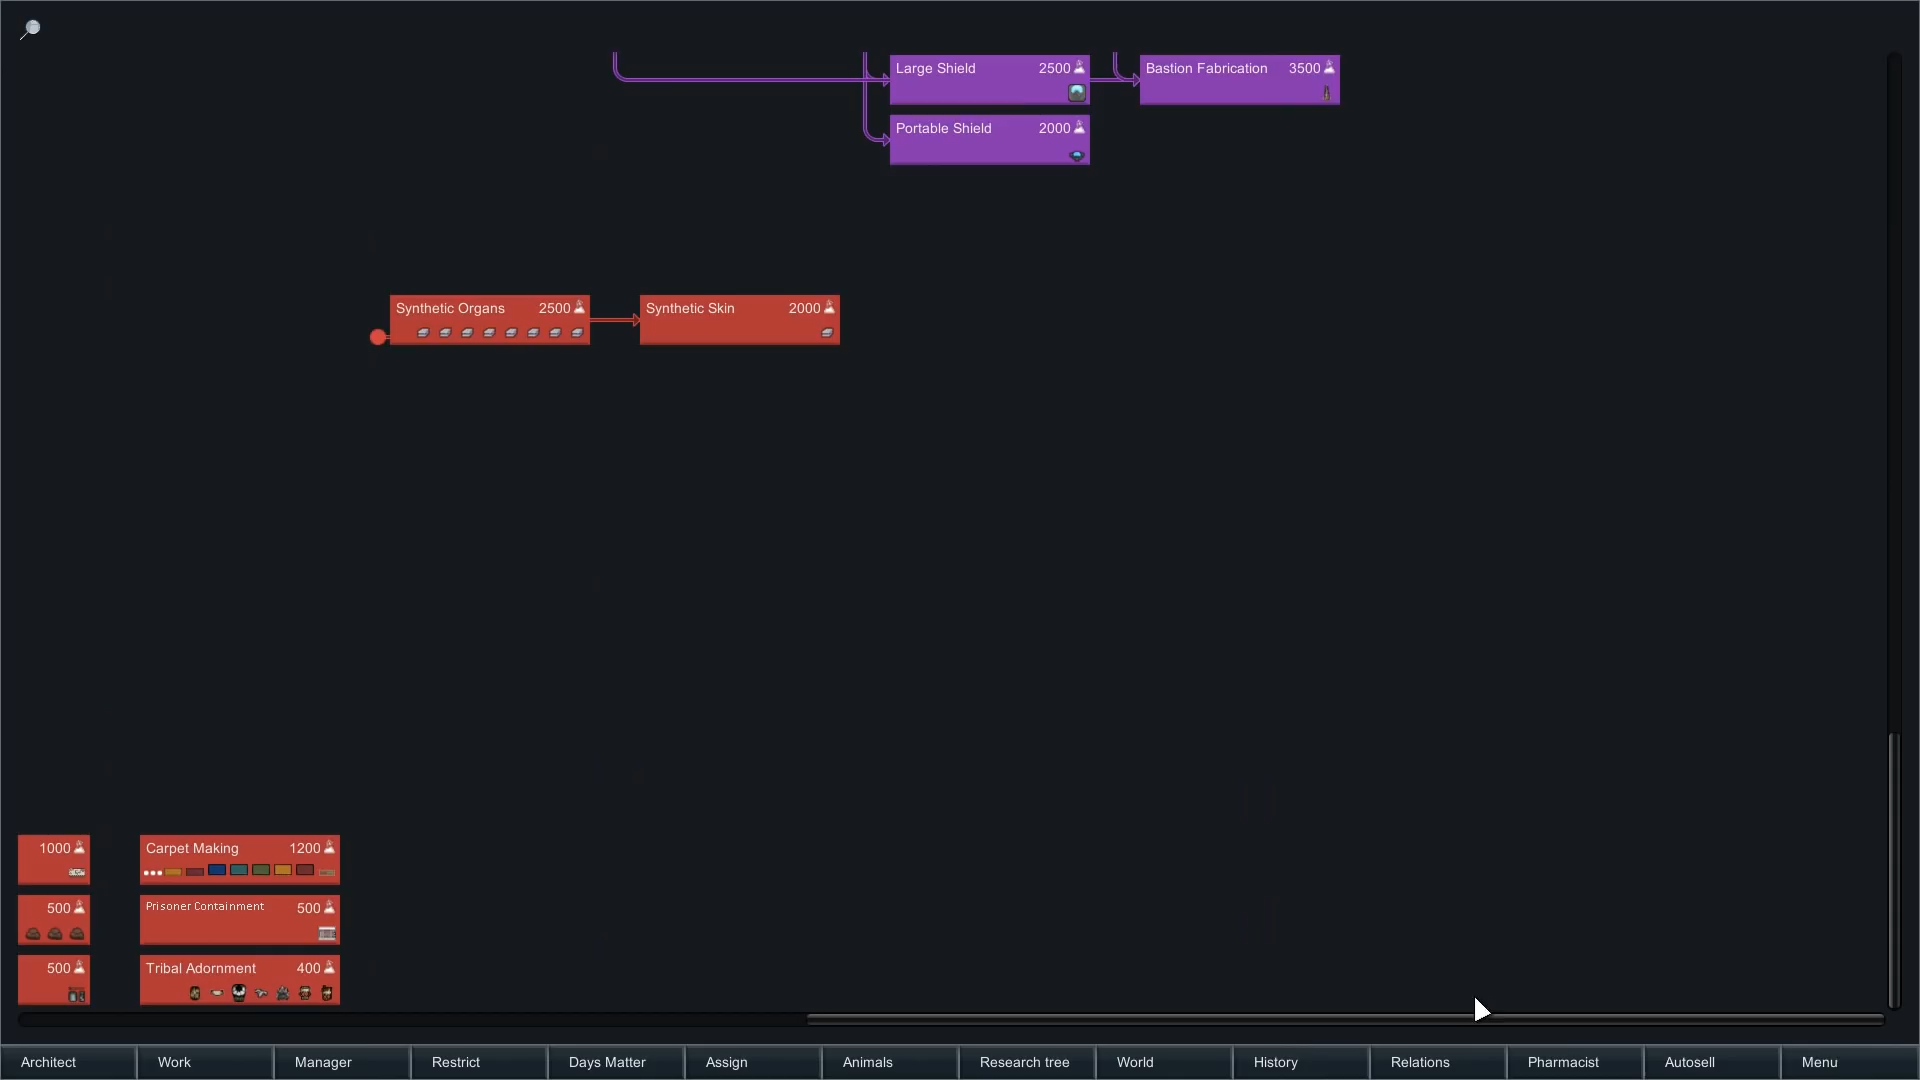 Large Shield 2500
Bastion Fabrication 3500
Portable Shield 2000
Synthetic Organs 2500
Synthetic Skin 2000
1000
Carpet Making 1200
500
Prisoner Containment 500
500
Tribal Adornment 400
Architect Work Manager Restrict Days Matter Assign Animals Research tree World History Relations Pharmacist Autosell Menu